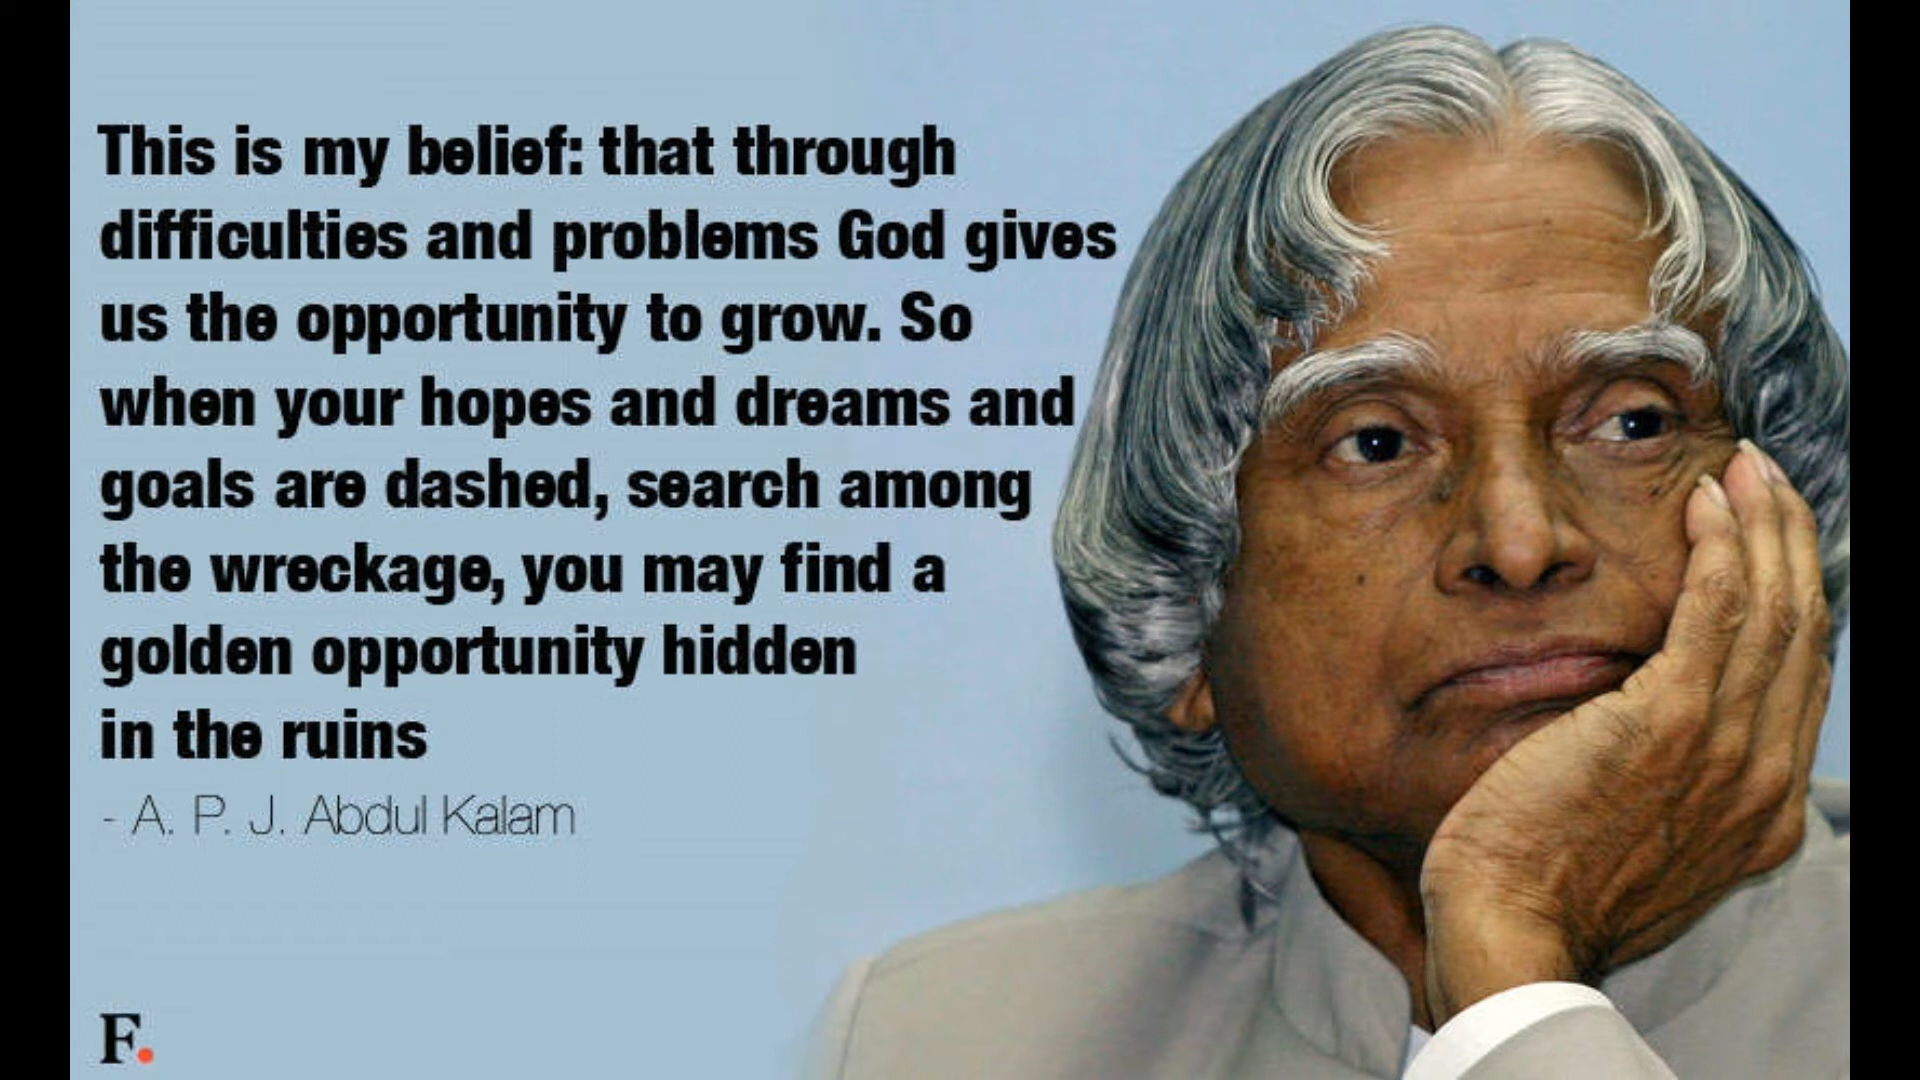 This is my belief: that through
difficulties and problems God gives
us the opportunity to grow. So
when your hopes and dreams and
goals are dashed, search among
the wreckage, you may find a
golden opportunity hidden
in the ruins
- A. P. J. Abdul Kalam
F.